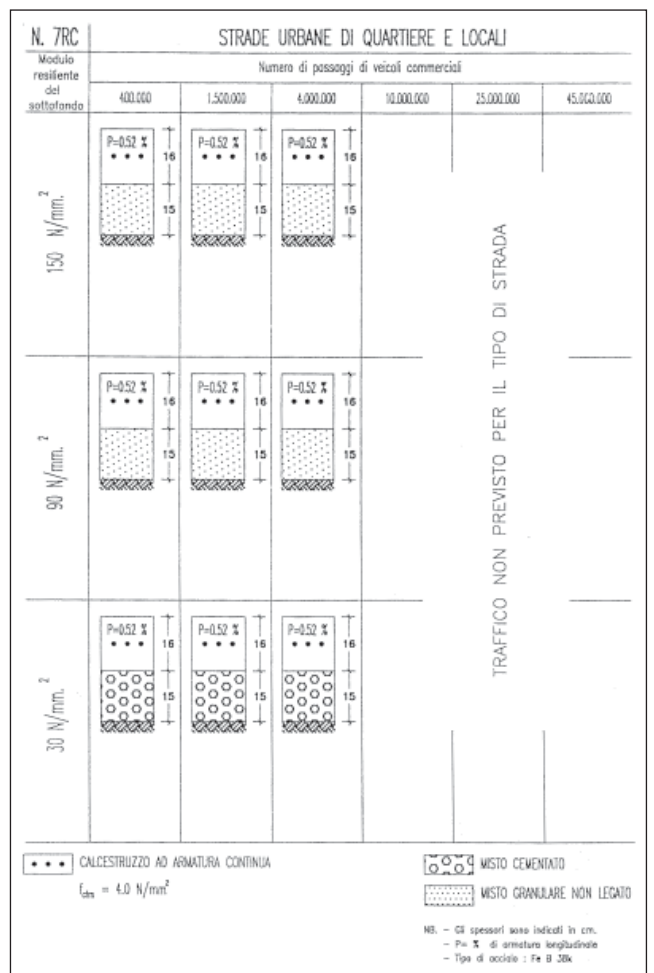 N. 7RC
STRADE URBANE DI QUARTIERE E LOCALI
Modulo
resiliente
del
sottofondo
Numero di passaggi di veicoli commerciali
400.000
1.500.000
4.000.000
10.000.000
25.000.000
45.000.000
150 N/mm.²
P=0.52 %
16
15
P=0.52 %
16
15
P=0.52 %
16
15
90 N/mm.²
P=0.52 %
16
15
P=0.52 %
16
15
P=0.52 %
16
15
30 N/mm.²
P=0.52 %
16
15
P=0.52 %
16
15
P=0.52 %
16
15
TRAFFICO NON PREVISTO PER IL TIPO DI STRADA
CALCESTRUZZO AD ARMATURA CONTINUA
= 4.0 N/mm²
MISTO CEMENTATO
MISTO GRANULARE NON LEGATO
NB. - Gli spessori sono indicati in cm.
- P= % di armatura longitudinale
- Tipo di acciaio : Fe B 38k